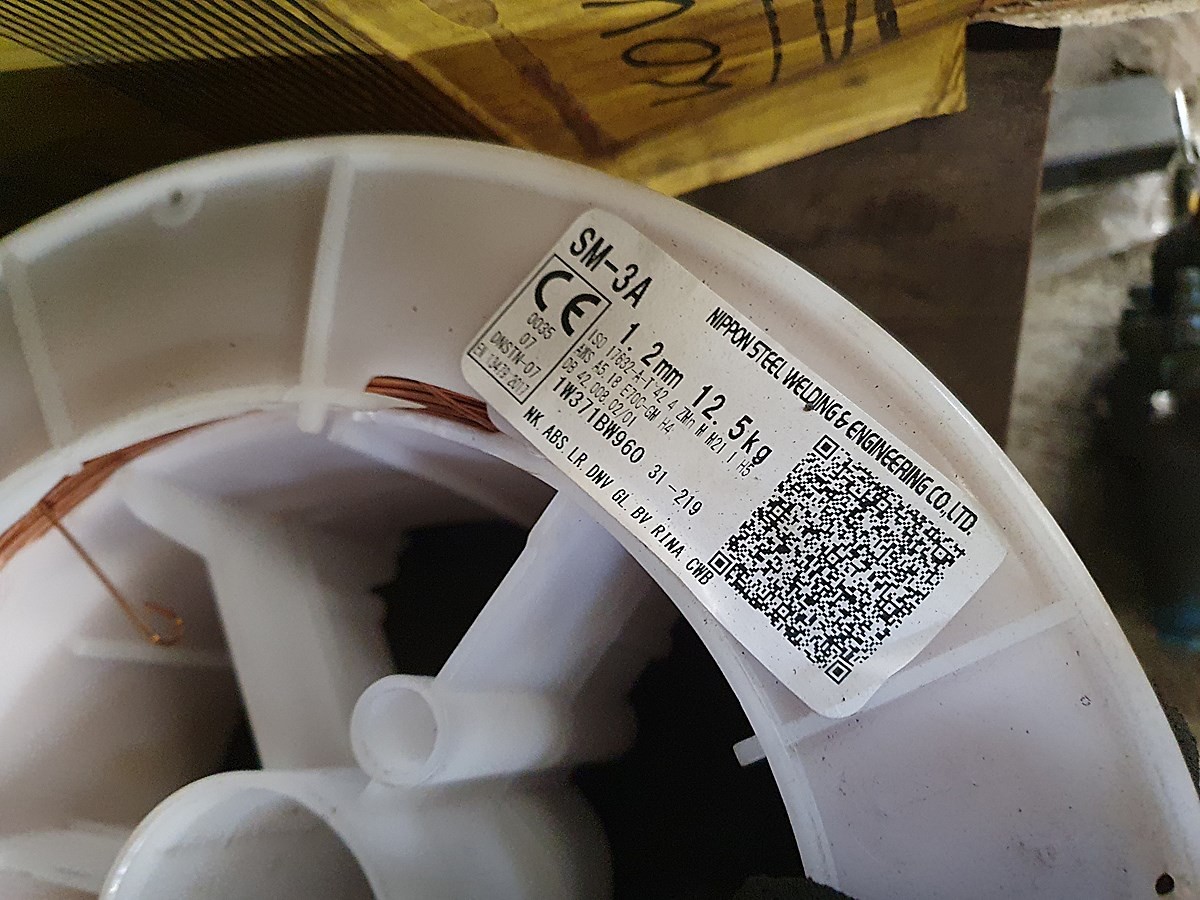 SM-3A
NIPPON STEEL WELDING & ENGINEERING CO.,LTD.
CE
0035
07
DNSTN-07
EN 13479:2017
1.2mm 12.5kg
ISO 17632-A-T 42 4 ZMn M M21 1 H5
AWS A5.18 E70C-GM H4
DB 42.008.02/01
TW371BW960 31-219
NK ABS LR DNV GL BV RINA CWB